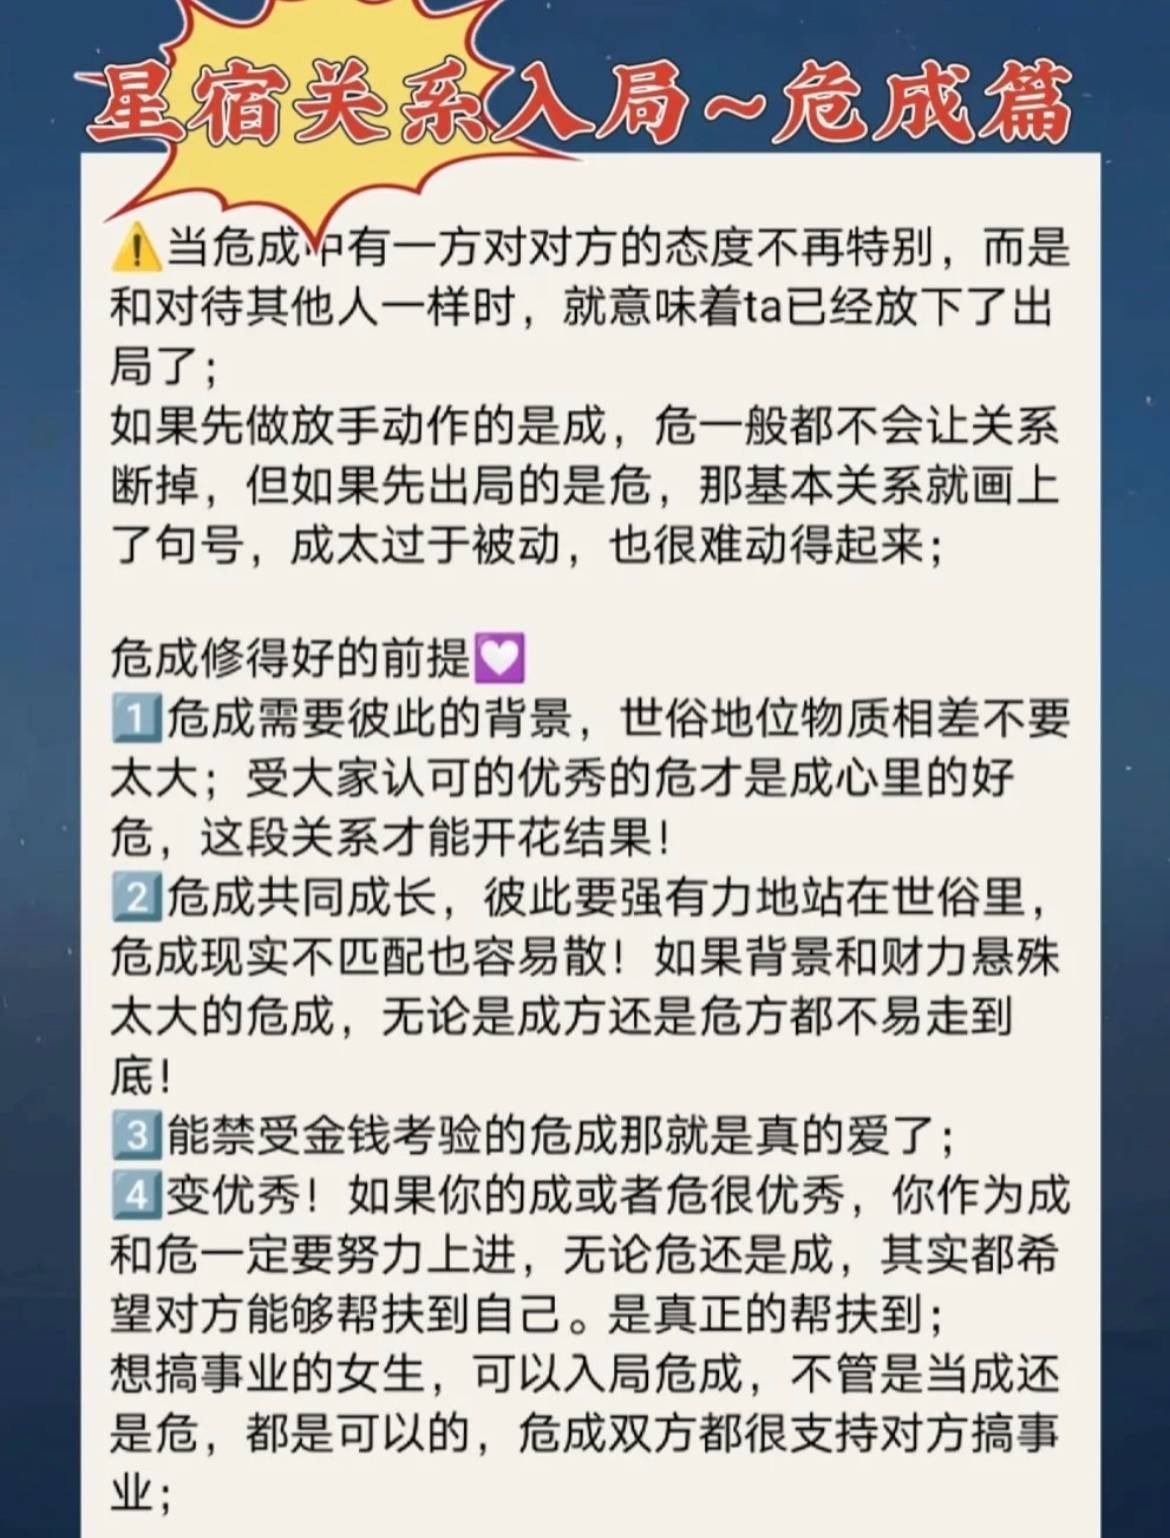 星宿关系入局~危成篇
⚠️当危成中有一方对对方的态度不再特别，而是
和对待其他人一样时，就意味着ta已经放下了出
局了；
如果先做放手动作的是成，危一般都不会让关系
断掉，但如果先出局的是危，那基本关系就画上
了句号，成太过于被动，也很难动得起来；
危成修得好的前提💟
1️⃣危成需要彼此的背景，世俗地位物质相差不要
太大；受大家认可的优秀的危才是成心里的好
危，这段关系才能开花结果！
2️⃣危成共同成长，彼此要强有力地站在世俗里，
危成现实不匹配也容易散！如果背景和财力悬殊
太大的危成，无论是成方还是危方都不易走到
底！
3️⃣能禁受金钱考验的危成那就是真的爱了；
4️⃣变优秀！如果你的成或者危很优秀，你作为成
和危一定要努力上进，无论危还是成，其实都希
望对方能够帮扶到自己。是真正的帮扶到；
想搞事业的女生，可以入局危成，不管是当成还
是危，都是可以的，危成双方都很支持对方搞事
业；